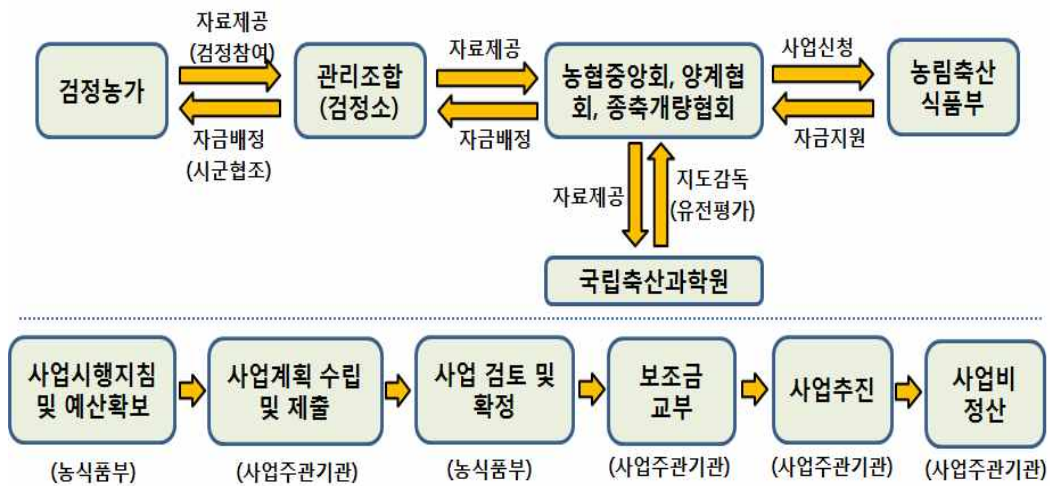 자료제공
(검정참여)
검정농가
자금배정
(시군협조)
관리조합
(검정소)
자료제공
자금배정
농협중앙회, 양계협
회, 종축개량협회
사업신청
자금지원
농림축산
식품부
자료제공
지도감독
(유전평가)
국립축산과학원
사업시행지침
및 예산확보
(농식품부)
사업계획 수립
및 제출
(사업주관기관)
사업 검토 및
확정
(농식품부)
보조금
교부
(사업주관기관)
사업추진
(사업주관기관)
사업비
정산
(사업주관기관)